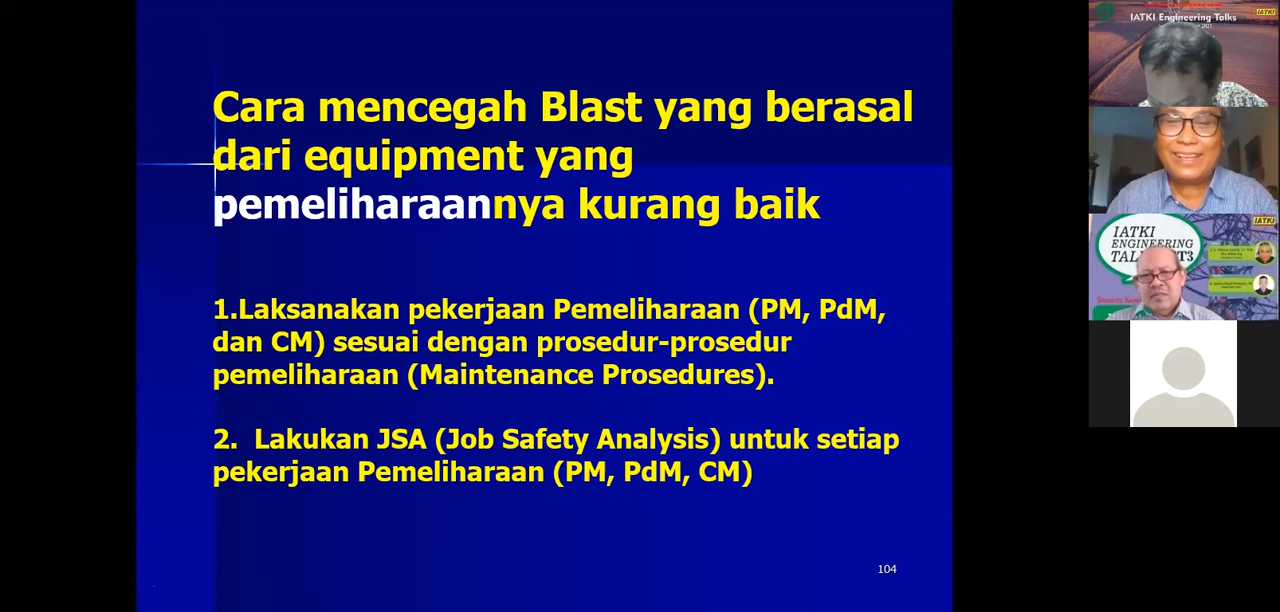 Cara mencegah Blast yang berasal
dari equipment yang
pemeliharaannya kurang baik
1.Laksanakan pekerjaan Pemeliharaan (PM, PdM,
dan CM) sesuai dengan prosedur-prosedur
pemeliharaan (Maintenance Prosedures).
2. Lakukan JSA (Job Safety Analysis) untuk setiap
pekerjaan Pemeliharaan (PM, PdM, CM)
104
IATKI
IATKI Engineering Talks
2021
IATKI
IATKI
ENGINEERING